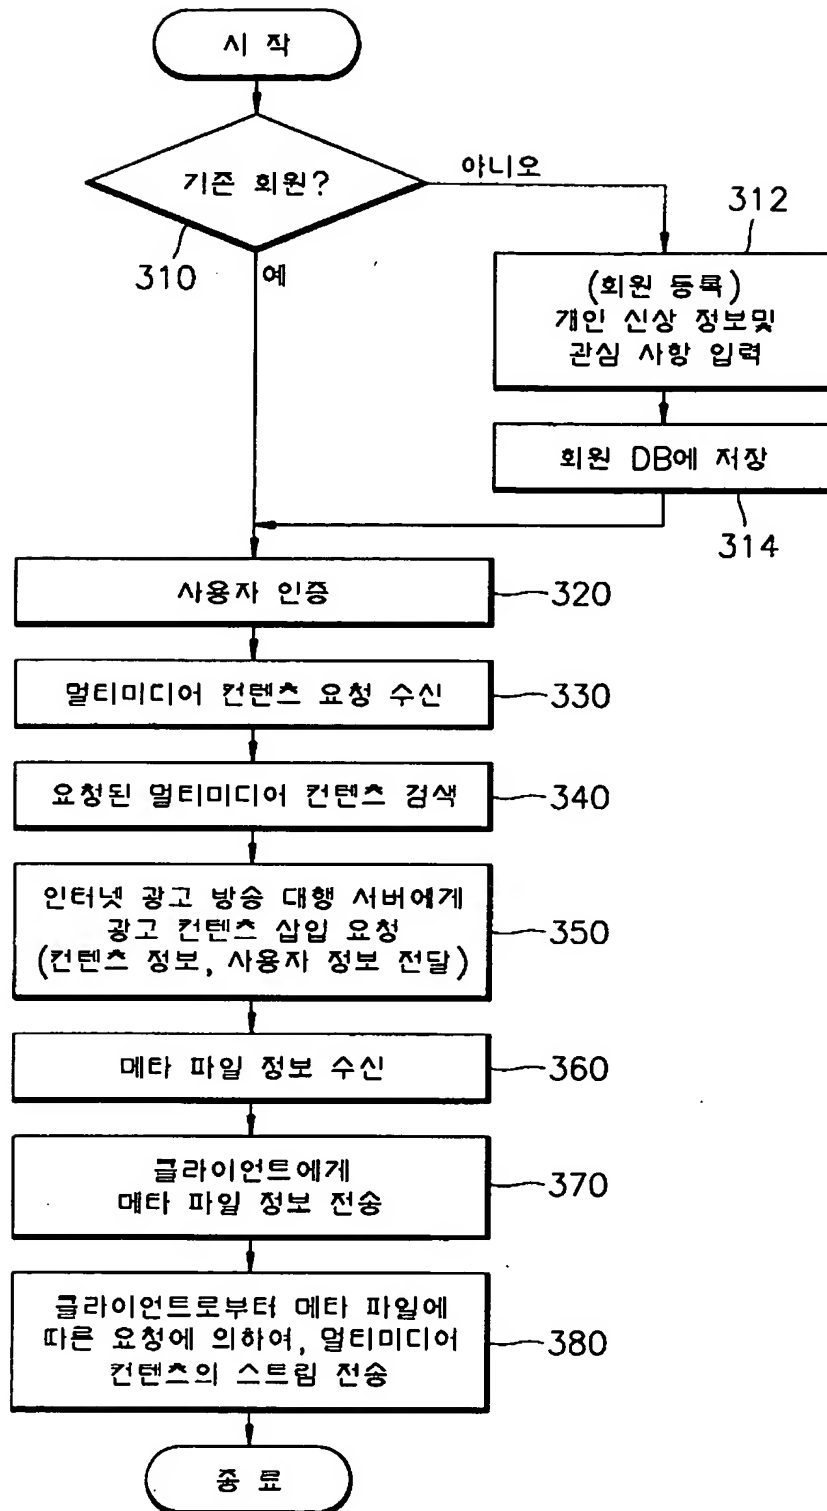 시 작
기존 회원?
아니오
310
예
312
(회원 등록)
개인 신상 정보및
관심 사항 입력
회원 DB에 저장
314
사용자 인증
320
멀티미디어 컨텐츠 요청 수신
330
요청된 멀티미디어 컨텐츠 검색
340
인터넷 광고 방송 대행 서버에게
광고 컨텐츠 삽입 요청
(컨텐츠 정보, 사용자 정보 전달)
350
메타 파일 정보 수신
360
클라이언트에게
메타 파일 정보 전송
370
클라이언트로부터 메타 파일에
따른 요청에 의하여, 멀티미디어
컨텐츠의 스트림 전송
380
종 료